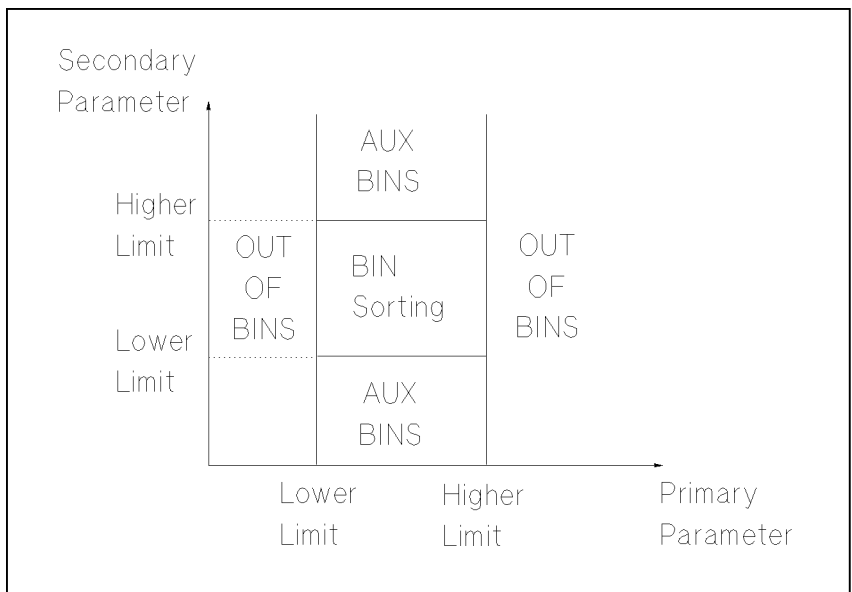 Secondary
Parameter
AUX
BINS
Higher
Limit
OUT
OF
BINS
BIN
Sorting
OUT
OF
BINS
Lower
Limit
AUX
BINS
Lower
Limit
Higher
Limit
Primary
Parameter